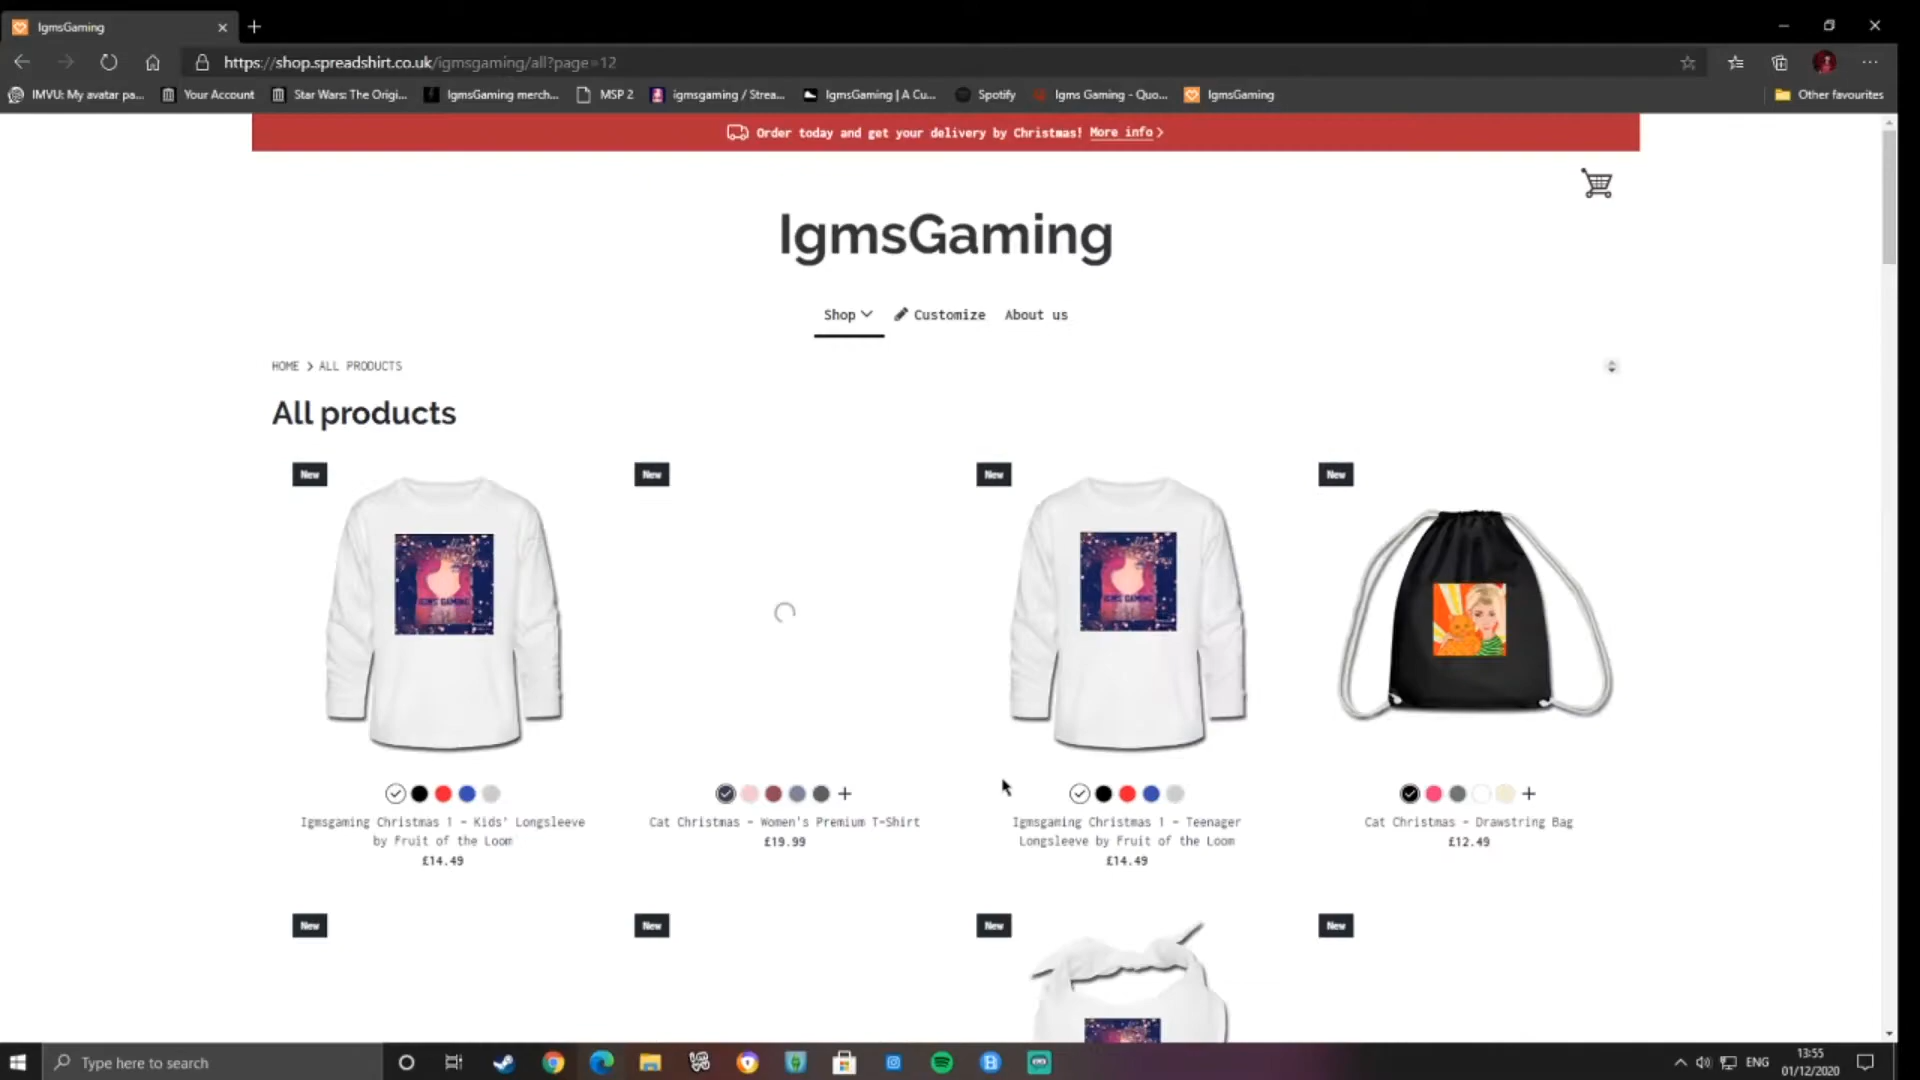 IgmsGaming
https://shop.spreadshirt.co.uk/igmsgaming/all?page=12
IMVU: My avatar pa...
Your Account
Star Wars: The Origi...
IgmsGaming merch...
MSP 2
igmsgaming / Strea...
IgmsGaming | A Cu...
Spotify
Igms Gaming - Quo...
IgmsGaming
Other favourites
Order today and get your delivery by Christmas! More info
IgmsGaming
Shop
Customize
About us
HOME > ALL PRODUCTS
All products
New
New
New
New
IGMS GAMING
IGMS GAMING
Igmsgaming Christmas 1 - Kids' Longsleeve
by Fruit of the Loom
£14.49
Cat Christmas - Women's Premium T-Shirt
£19.99
Igmsgaming Christmas 1 - Teenager
Longsleeve by Fruit of the Loom
£14.49
Cat Christmas - Drawstring Bag
£12.49
New
New
New
New
Type here to search
ENG
13:55
01/12/2020